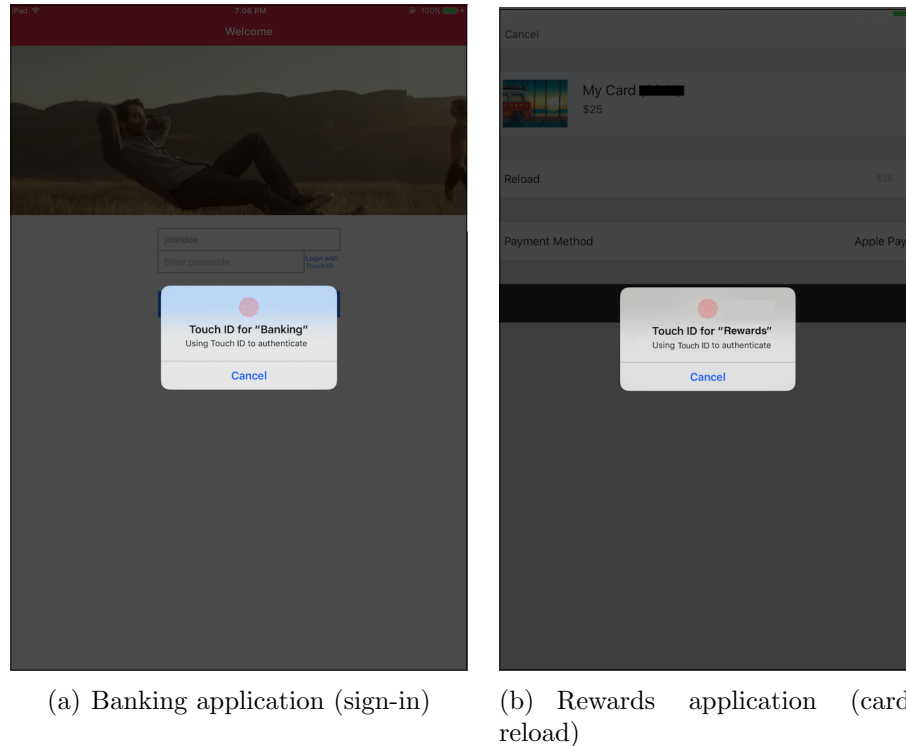 iPad 7:06 PM 100%
Welcome
johndoe
Enter passcode
Login with
Touch ID
Touch ID for "Banking"
Using Touch ID to authenticate
Cancel
(a) Banking application (sign-in)
Cancel
My Card
$25
Reload $25
Payment Method Apple Pay
Touch ID for "Rewards"
Using Touch ID to authenticate
Cancel
(b) Rewards application (card
reload)